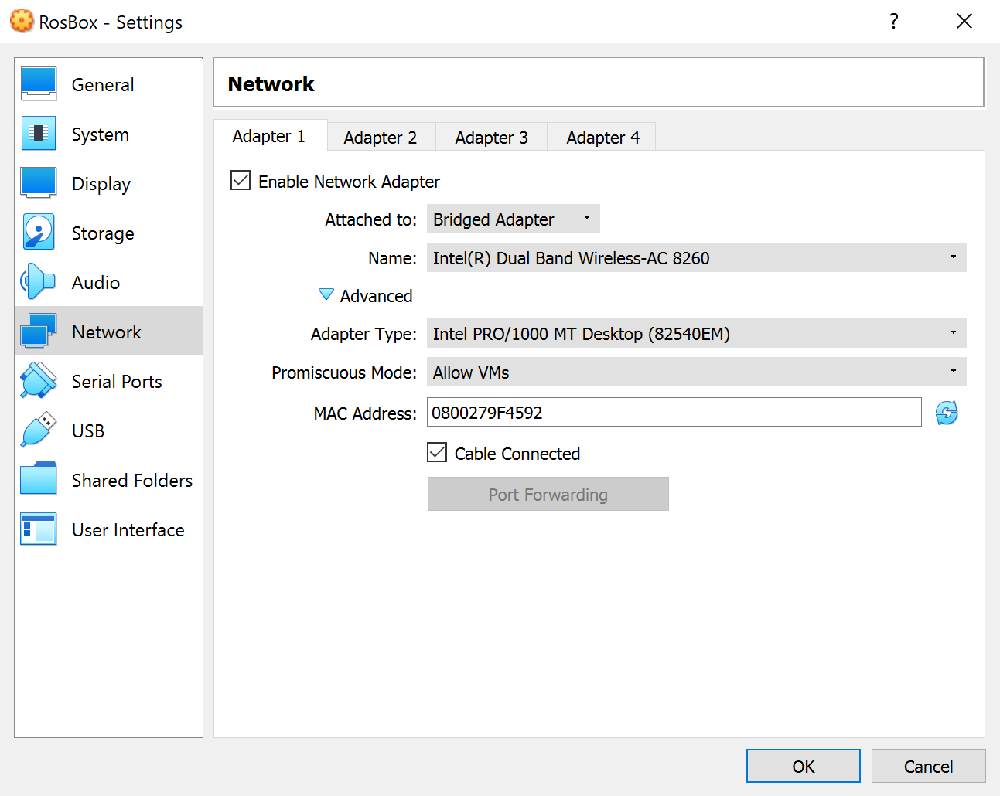 RosBox - Settings
?
General
System
Display
Storage
Audio
Network
Serial Ports
USB
Shared Folders
User Interface
Network
Adapter 1
Adapter 2
Adapter 3
Adapter 4
Enable Network Adapter
Attached to: Bridged Adapter
Name: Intel(R) Dual Band Wireless-AC 8260
Advanced
Adapter Type: Intel PRO/1000 MT Desktop (82540EM)
Promiscuous Mode: Allow VMs
MAC Address: 0800279F4592
Cable Connected
Port Forwarding
OK
Cancel